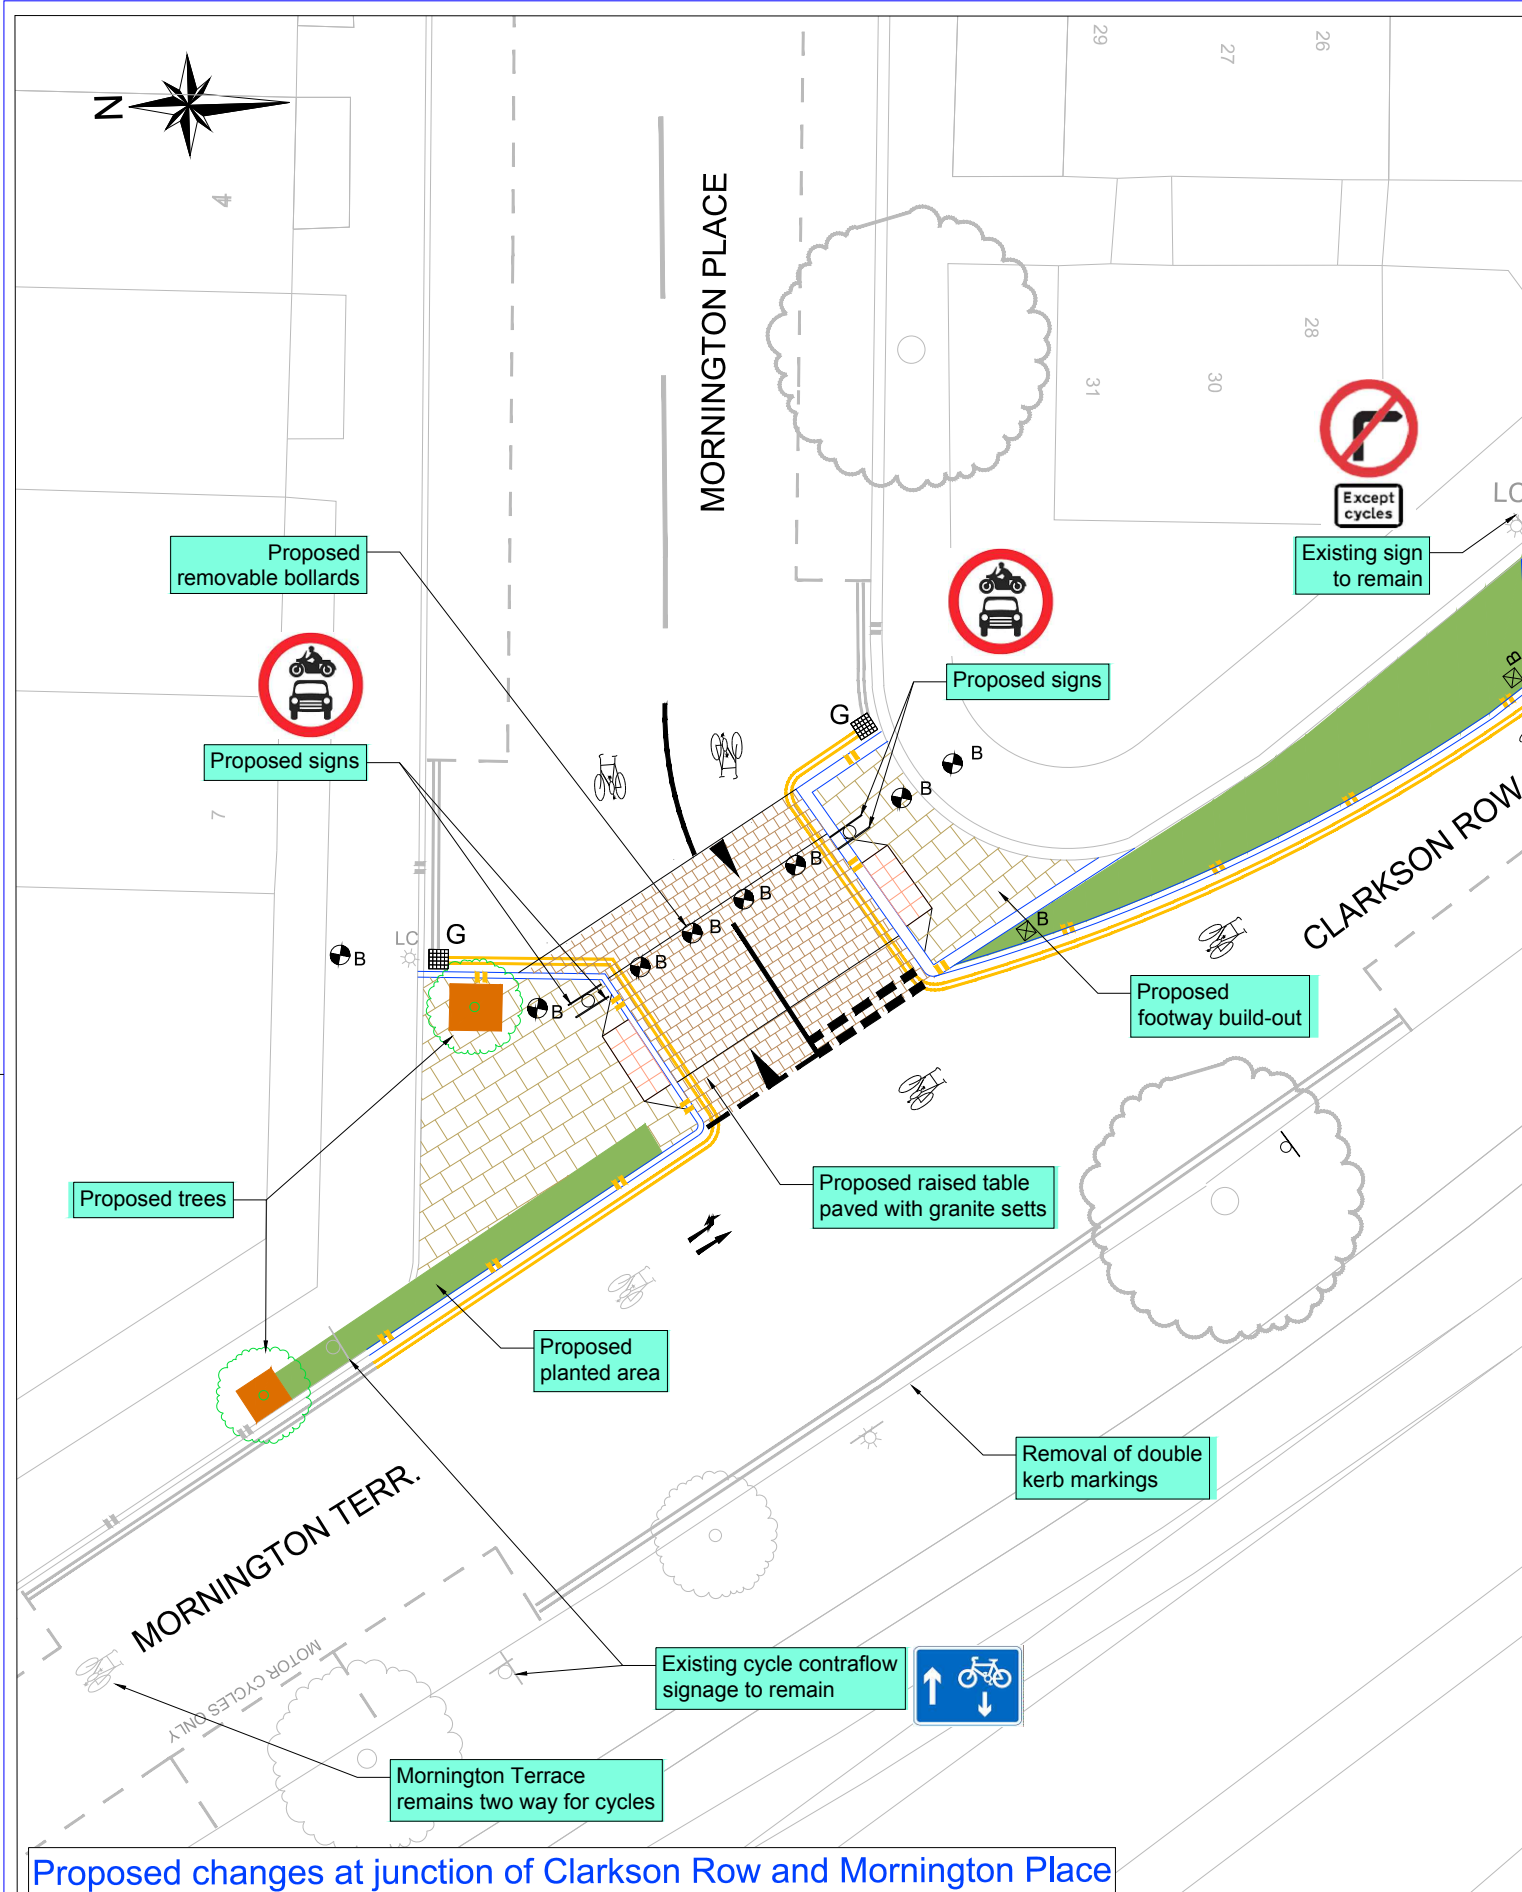 N
4
MORNINGTON PLACE
29
27
26
28
31
30
Except
cycles
LC
Existing sign
to remain
Proposed
removable bollards
Proposed signs
Proposed signs
G
B
B
B
7
B
B
B
B
B
CLARKSON ROW
LC
G
B
B
Proposed
footway build-out
Proposed trees
Proposed raised table
paved with granite setts
Proposed
planted area
Removal of double
kerb markings
MORNINGTON TERR.
MOTOR CYCLES ONLY
Existing cycle contraflow
signage to remain
Mornington Terrace
remains two way for cycles
Proposed changes at junction of Clarkson Row and Mornington Place